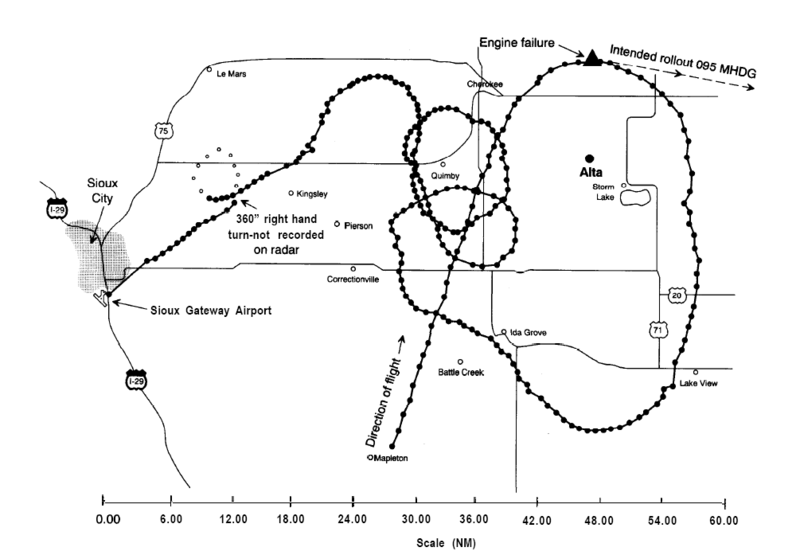 Engine failure
Intended rollout 095 MHDG
Le Mars
Cherokee
75
Alta
Quimby
Storm
Lake
Sioux
City
Kingsley
I-29
360" right hand
turn-not recorded
on radar
Pierson
Correctionville
20
Sioux Gateway Airport
71
Ida Grove
Direction of flight
Battle Creek
I-29
Lake View
Mapleton
0.00 6.00 12.00 18.00 24.00 30.00 36.00 42.00 48.00 54.00 60.00
Scale (NM)